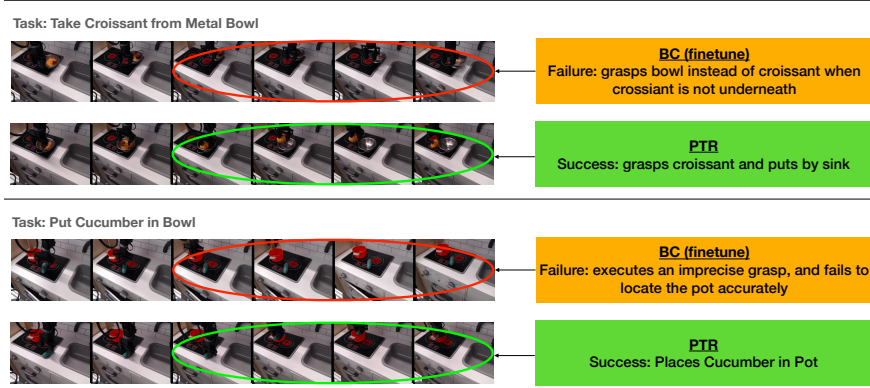 Task: Take Croissant from Metal Bowl
BC (finetune)
Failure: grasps bowl instead of croissant when
crossiant is not underneath
PTR
Success: grasps croissant and puts by sink
Task: Put Cucumber in Bowl
BC (finetune)
Failure: executes an imprecise grasp, and fails to
locate the pot accurately
PTR
Success: Places Cucumber in Pot